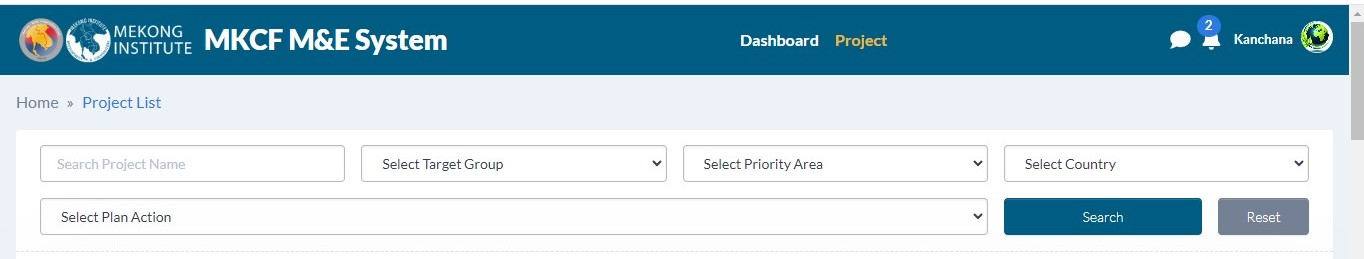 MEKONG
INSTITUTE
MKCF M&E System
Dashboard
Project
2
Kanchana
Home » Project List
Search Project Name
Select Target Group
Select Priority Area
Select Country
Select Plan Action
Search
Reset